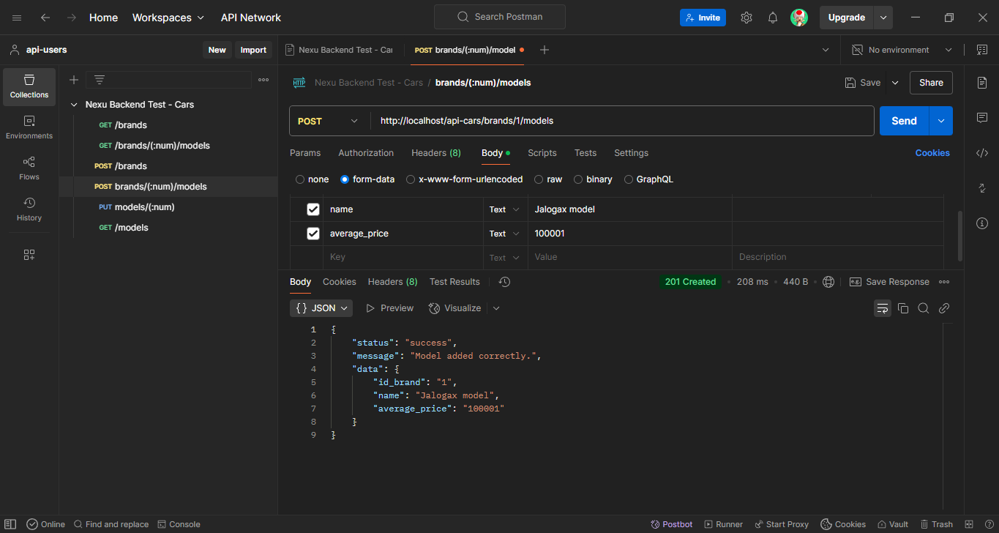 Home Workspaces API Network Search Postman Invite Upgrade
api-users New Import Nexu Backend Test - Car POST brands/(:num)/model No environment
Collections
Environments
Flows
History
Nexu Backend Test - Cars
GET /brands
GET /brands/(:num)/models
POST /brands
POST brands/(:num)/models
PUT models/(:num)
GET /models
HTTP Nexu Backend Test - Cars / brands/(:num)/models Save Share
POST http://localhost/api-cars/brands/1/models Send
Params Authorization Headers (8) Body Scripts Tests Settings Cookies
none form-data x-www-form-urlencoded raw binary GraphQL
name Text Jalogax model
average_price Text 100001
Key Text Value Description
Body Cookies Headers (8) Test Results 201 Created 208 ms 440 B e.g. Save Response
{} JSON Preview Visualize
1 {
2 "status": "success",
3 "message": "Model added correctly.",
4 "data": {
5 "id_brand": "1",
6 "name": "Jalogax model",
7 "average_price": "100001"
8 }
9 }
Online Find and replace Console Postbot Runner Start Proxy Cookies Vault Trash